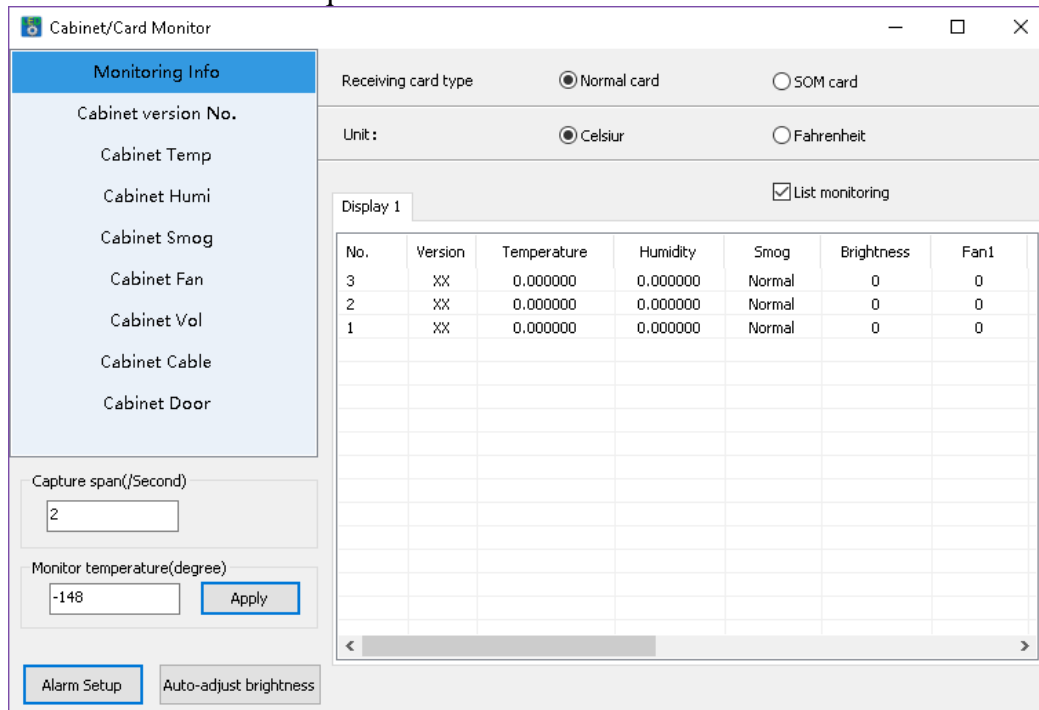 Cabinet/Card Monitor
Monitoring Info
Cabinet version No.
Cabinet Temp
Cabinet Humi
Cabinet Smog
Cabinet Fan
Cabinet Vol
Cabinet Cable
Cabinet Door
Capture span(/Second)
2
Monitor temperature(degree)
-148 Apply
Alarm Setup Auto-adjust brightness
Receiving card type Normal card SOM card
Unit: Celsiur Fahrenheit
List monitoring
Display 1
No. Version Temperature Humidity Smog Brightness Fan1
3 XX 0.000000 0.000000 Normal 0 0
2 XX 0.000000 0.000000 Normal 0 0
1 XX 0.000000 0.000000 Normal 0 0